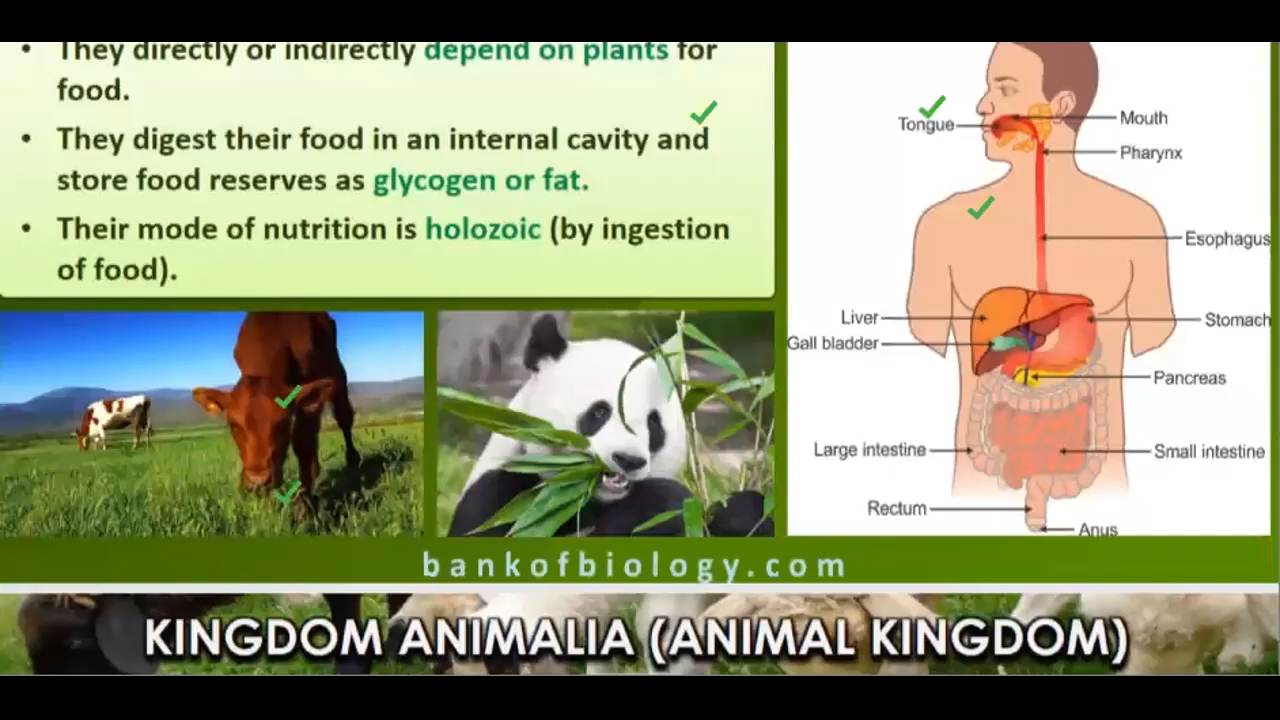 • They directly or indirectly depend on plants for
food.
• They digest their food in an internal cavity and
store food reserves as glycogen or fat.
• Their mode of nutrition is holozoic (by ingestion
of food).
Tongue
Mouth
Pharynx
Esophagus
Liver
Stomach
Gall bladder
Pancreas
Large intestine
Small intestine
Rectum
Anus
bankofbiology.com
KINGDOM ANIMALIA (ANIMAL KINGDOM)